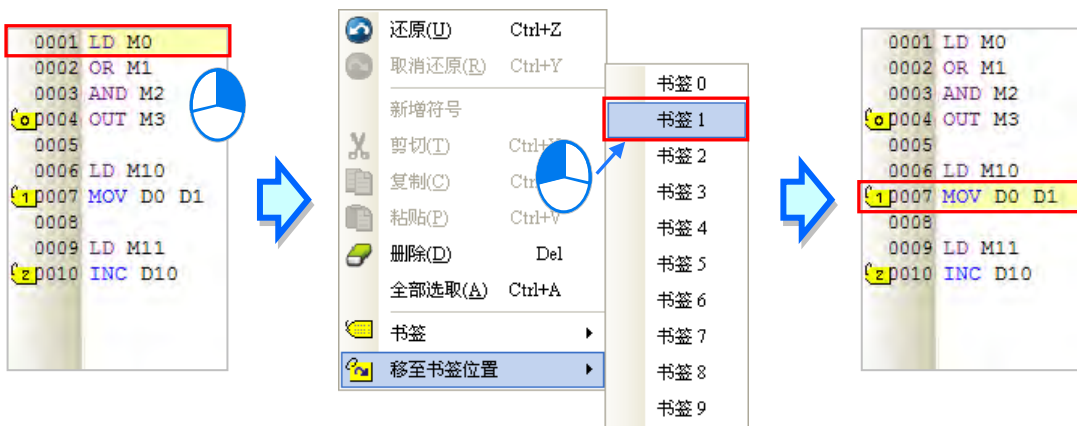 0001 LD M0
0002 OR M1
0003 AND M2
0 0004 OUT M3
0005
0006 LD M10
1 0007 MOV D0 D1
0008
0009 LD M11
2 0010 INC D10
还原(U) Ctrl+Z
取消还原(R) Ctrl+Y
新增符号
剪切(T)
复制(C)
粘贴(P) Ctrl+V
删除(D) Del
全部选取(A) Ctrl+A
书签
移至书签位置
书签 0
书签 1
书签 2
书签 3
书签 4
书签 5
书签 6
书签 7
书签 8
书签 9
0001 LD M0
0002 OR M1
0003 AND M2
0 0004 OUT M3
0005
0006 LD M10
1 0007 MOV D0 D1
0008
0009 LD M11
2 0010 INC D10